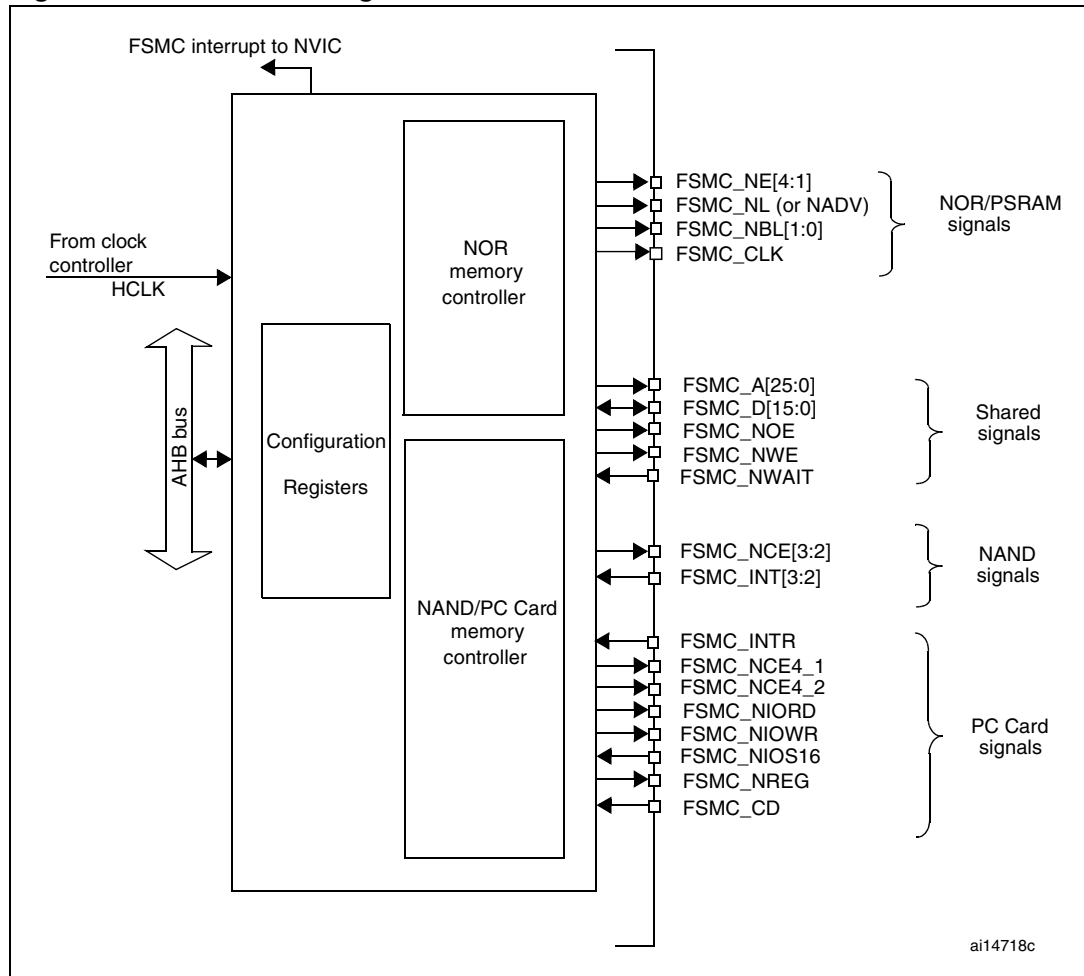 FSMC interrupt to NVIC
From clock
controller
HCLK
AHB bus
Configuration
Registers
NOR
memory
controller
NAND/PC Card
memory
controller
FSMC_NE[4:1]
FSMC_NL (or NADV)
FSMC_NBL[1:0]
FSMC_CLK
NOR/PSRAM
signals
FSMC_A[25:0]
FSMC_D[15:0]
FSMC_NOE
FSMC_NWE
FSMC_NWAIT
Shared
signals
FSMC_NCE[3:2]
FSMC_INT[3:2]
NAND
signals
FSMC_INTR
FSMC_NCE4_1
FSMC_NCE4_2
FSMC_NIORD
FSMC_NIOWR
FSMC_NIOS16
FSMC_NREG
FSMC_CD
PC Card
signals
ai14718c